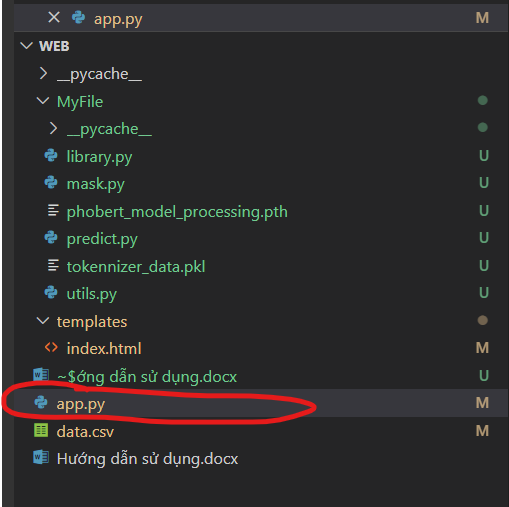 app.py M
WEB
__pycache__
MyFile
__pycache__
library.py U
mask.py U
phobert_model_processing.pth U
predict.py U
tokennizer_data.pkl U
utils.py U
templates
index.html M
~$ớng dẫn sử dụng.docx U
app.py M
data.csv M
Hướng dẫn sử dụng.docx